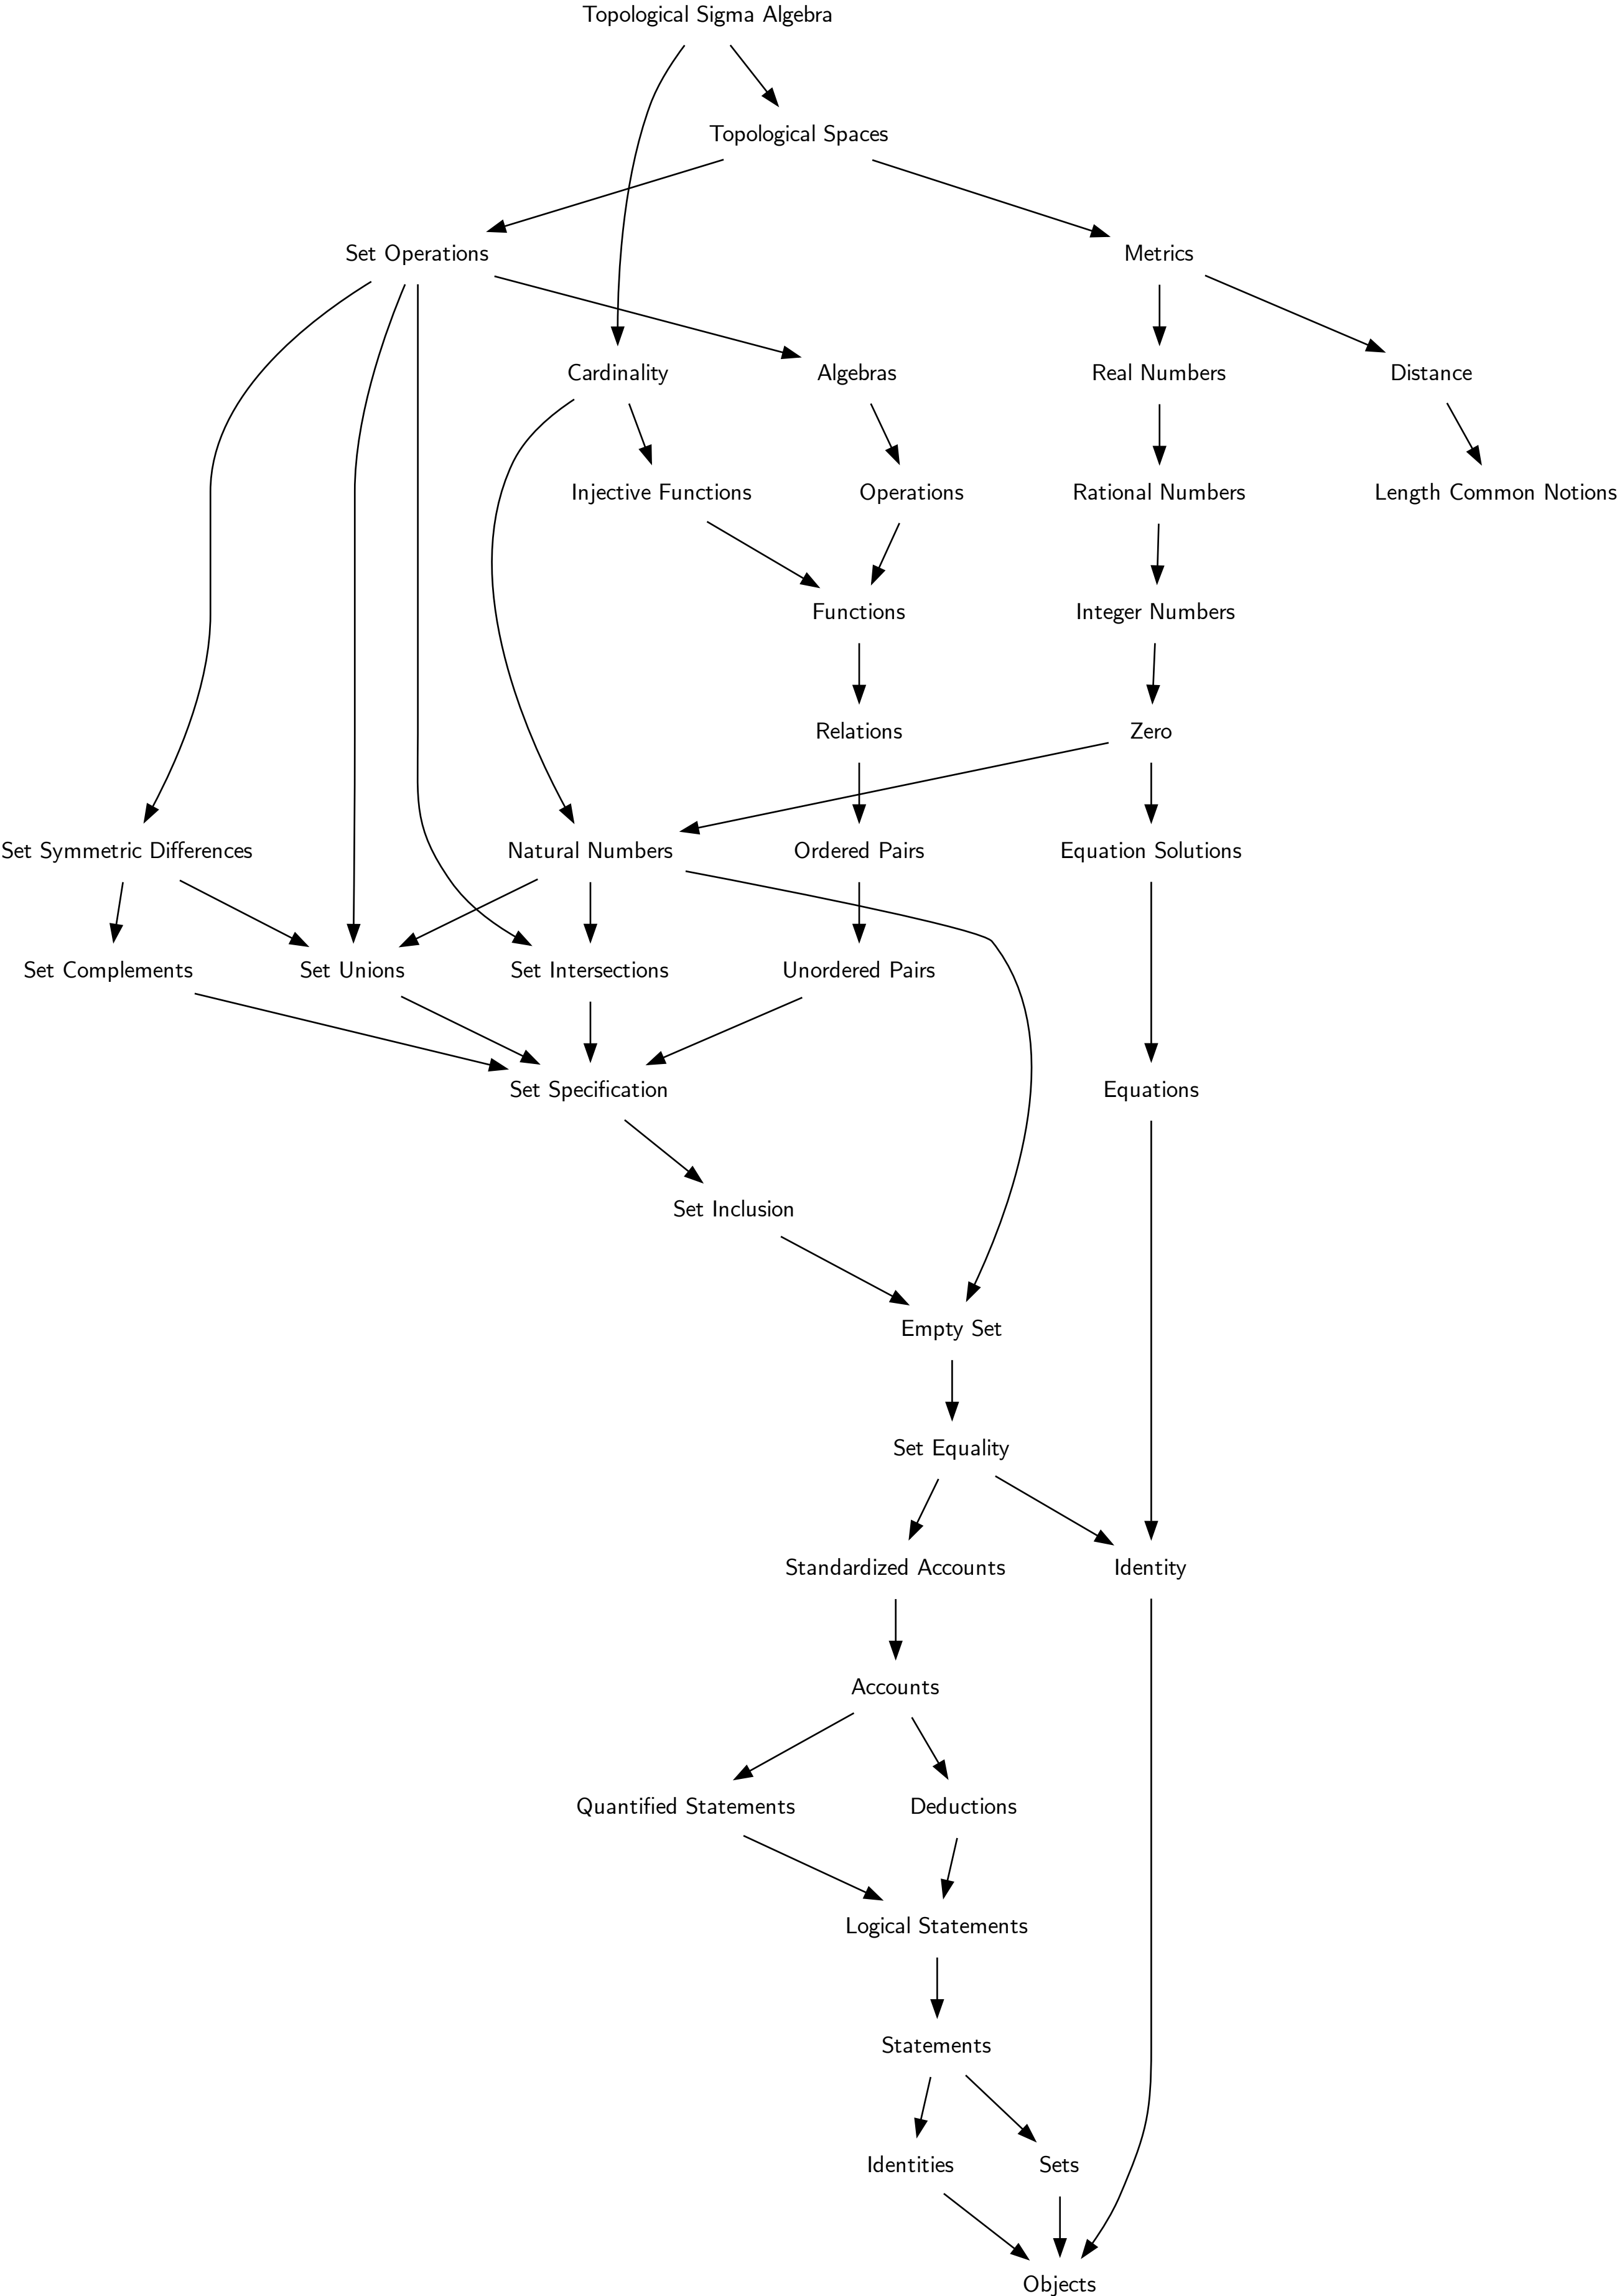 Topological Sigma Algebra
Topological Spaces
Set Operations
Metrics
Cardinality
Algebras
Real Numbers
Distance
Injective Functions
Operations
Rational Numbers
Length Common Notions
Functions
Integer Numbers
Relations
Zero
Set Symmetric Differences
Natural Numbers
Ordered Pairs
Equation Solutions
Set Complements
Set Unions
Set Intersections
Unordered Pairs
Set Specification
Equations
Set Inclusion
Empty Set
Set Equality
Standardized Accounts
Identity
Accounts
Quantified Statements
Deductions
Logical Statements
Statements
Identities
Sets
Objects